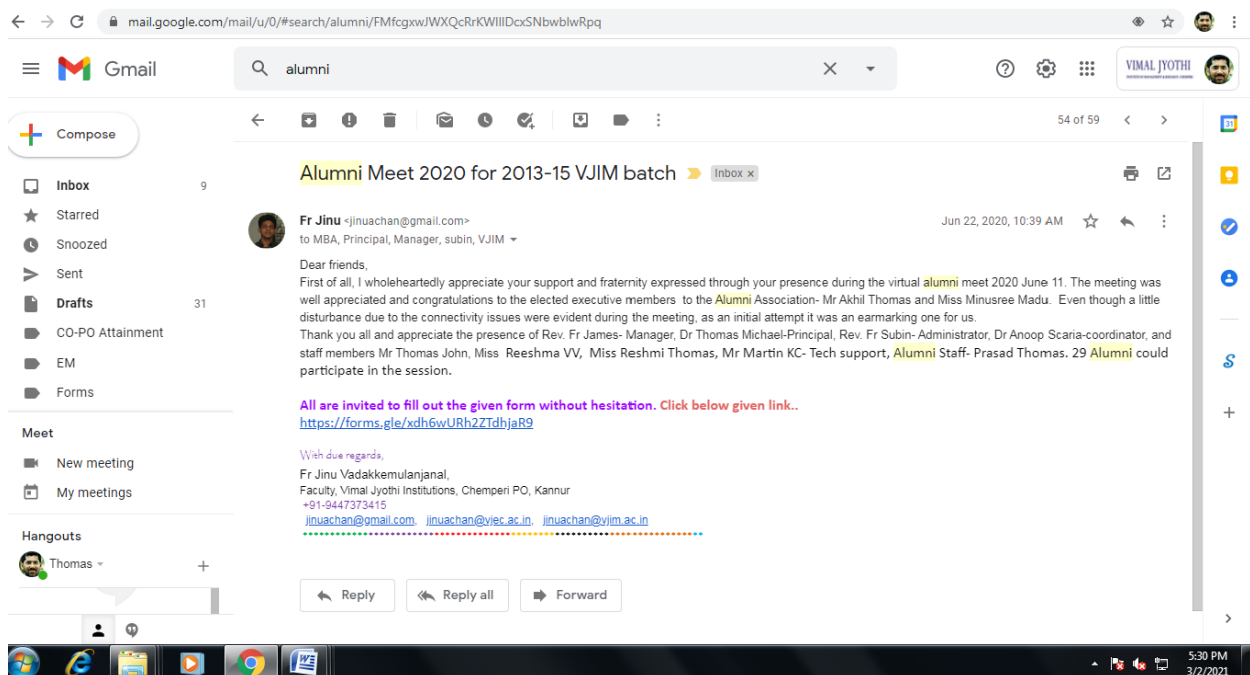 mail.google.com/mail/u/0/#search/alumni/FMfcgxwJWXQcRrKWlllDcxSNbwblwRpq
Gmail
alumni
VIMAL JYOTHI
Compose
54 of 59
31
Alumni Meet 2020 for 2013-15 VJIM batch Inbox x
Inbox 9
Starred
Snoozed
Sent
Drafts 31
CO-PO Attainment
EM
Forms
Fr Jinu <jinuachan@gmail.com> Jun 22, 2020, 10:39 AM
to MBA, Principal, Manager, subin, VJIM
Dear friends,
First of all, I wholeheartedly appreciate your support and fraternity expressed through your presence during the virtual alumni meet 2020 June 11. The meeting was
well appreciated and congratulations to the elected executive members to the Alumni Association- Mr Akhil Thomas and Miss Minusree Madu. Even though a little
disturbance due to the connectivity issues were evident during the meeting, as an initial attempt it was an earmarking one for us.
Thank you all and appreciate the presence of Rev. Fr James- Manager, Dr Thomas Michael-Principal, Rev. Fr Subin- Administrator, Dr Anoop Scaria-coordinator, and
staff members Mr Thomas John, Miss Reeshma VV, Miss Reshmi Thomas, Mr Martin KC- Tech support, Alumni Staff- Prasad Thomas. 29 Alumni could
participate in the session.
All are invited to fill out the given form without hesitation. Click below given link..
https://forms.gle/xdh6wURh2ZTdhjaR9
With due regards,
Fr Jinu Vadakkemulanjanal,
Faculty, Vimal Jyothi Institutions, Chemperi PO, Kannur
+91-9447373415
jinuachan@gmail.com, jinuachan@vjec.ac.in, jinuachan@vjim.ac.in
Reply
Reply all
Forward
Meet
New meeting
My meetings
Hangouts
Thomas
5:30 PM
3/2/2021